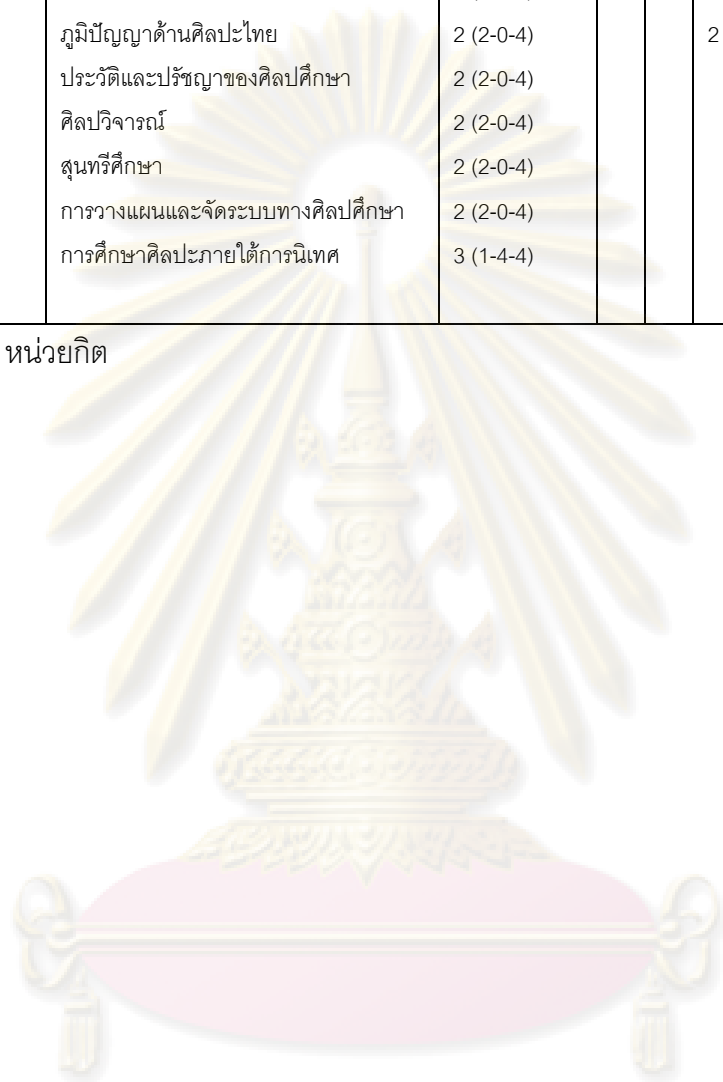 ภูมิปัญญาด้านศิลปะไทย 2 (2-0-4) 2
ประวัติและปรัชญาของศิลปศึกษา 2 (2-0-4)
ศิลปวิจารณ์ 2 (2-0-4)
สุนทรีศึกษา 2 (2-0-4)
การวางแผนและจัดระบบทางศิลปศึกษา 2 (2-0-4)
การศึกษาศิลปะภายใต้การนิเทศ 3 (1-4-4)
หน่วยกิต